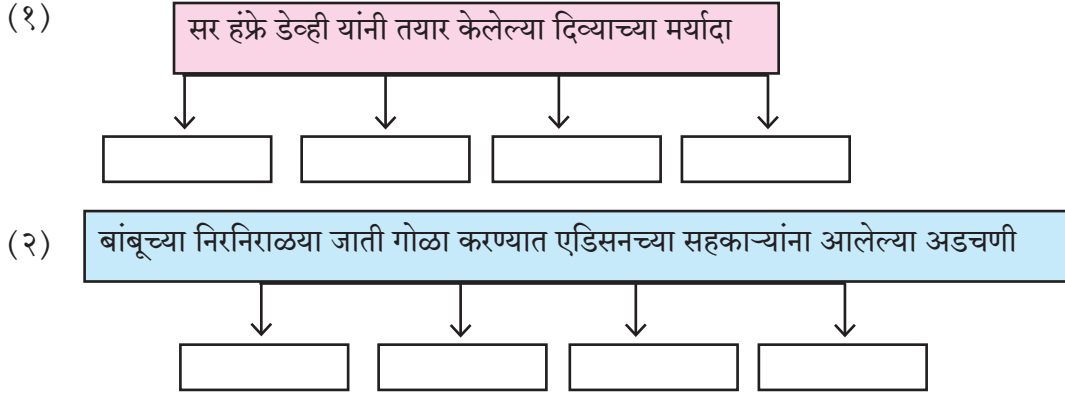 (१)
सर हंफ्रे डेव्ही यांनी तयार केलेल्या दिव्याच्या मर्यादा
(२)
बांबूच्या निरनिराळया जाती गोळा करण्यात एडिसनच्या सहकाऱ्यांना आलेल्या अडचणी